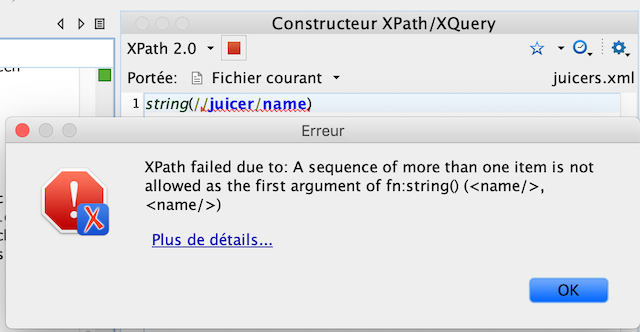 Constructeur XPath/XQuery
XPath 2.0
Portée: Fichier courant juicers.xml
1 string(//juicer/name)
Erreur
XPath failed due to: A sequence of more than one item is not
allowed as the first argument of fn:string() (<name/>,
<name/>)
Plus de détails...
OK